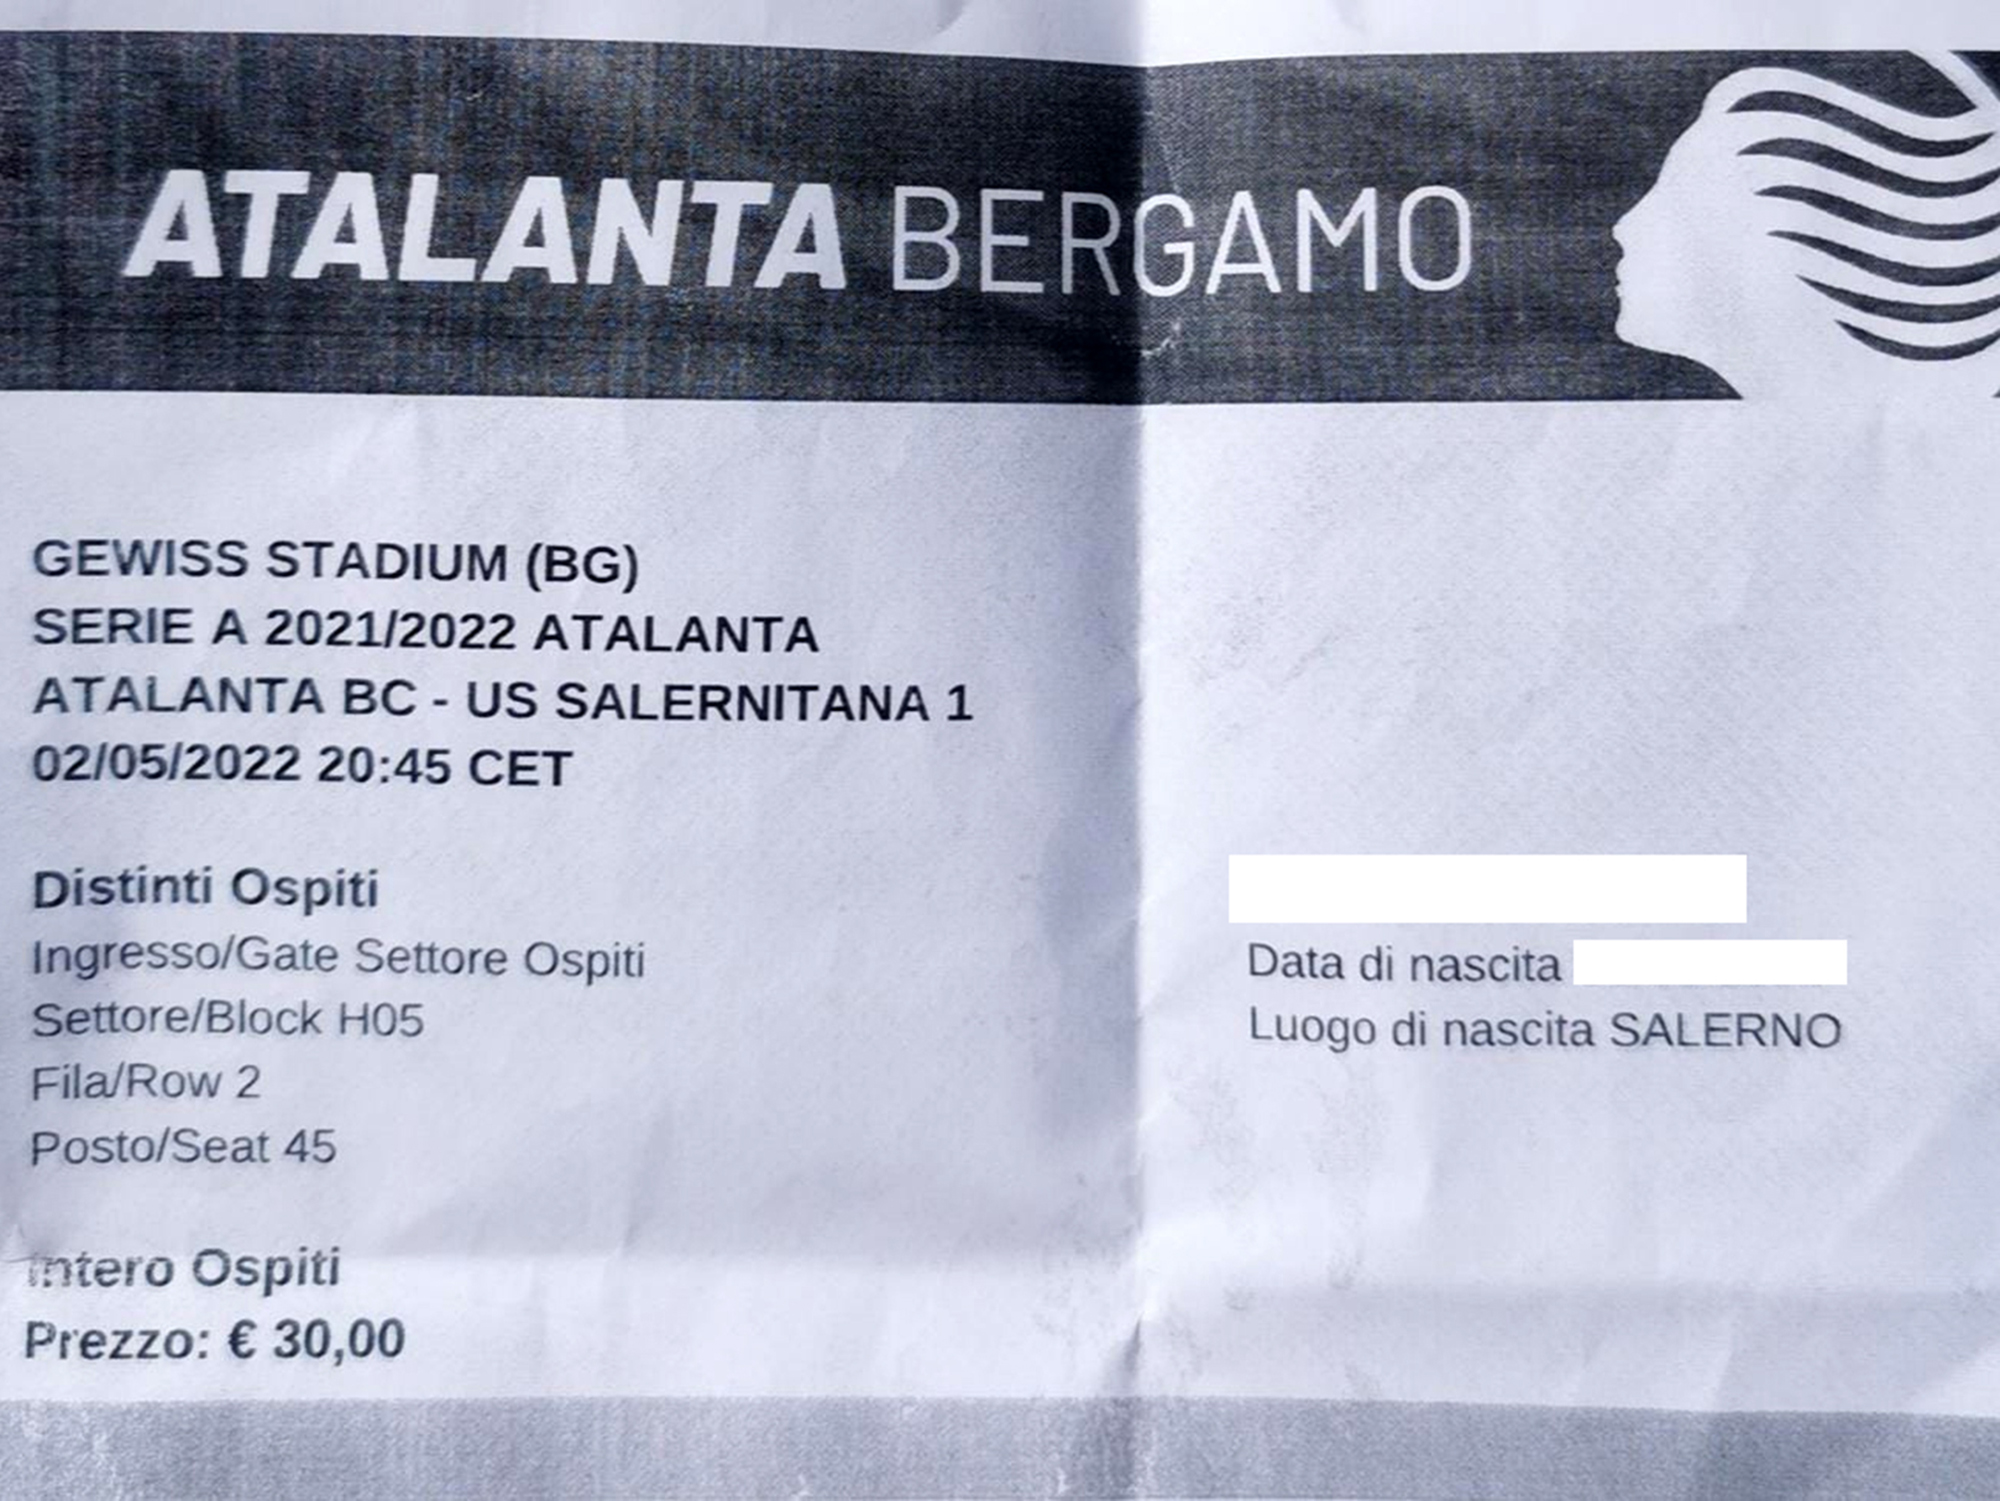 ATALANTA BERGAMO
GEWISS STADIUM (BG)
SERIE A 2021/2022 ATALANTA
ATALANTA BC - US SALERNITANA 1
02/05/2022 20:45 CET
Distinti Ospiti
Ingresso/Gate Settore Ospiti
Settore/Block H05
Fila/Row 2
Posto/Seat 45
Data di nascita
Luogo di nascita SALERNO
Intero Ospiti
Prezzo: € 30,00